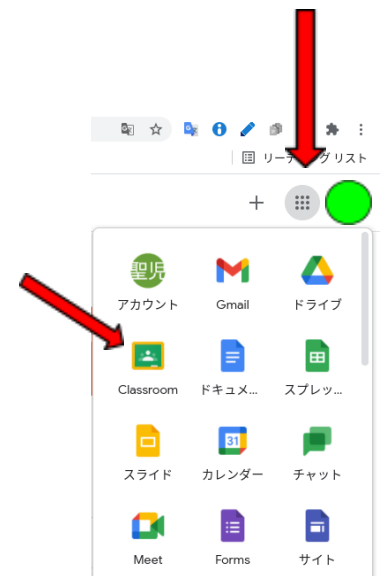 リーディング リスト
聖児
アカウント
Gmail
ドライブ
Classroom
ドキュメ...
スプレッ...
スライド
31
カレンダー
チャット
Meet
Forms
サイト